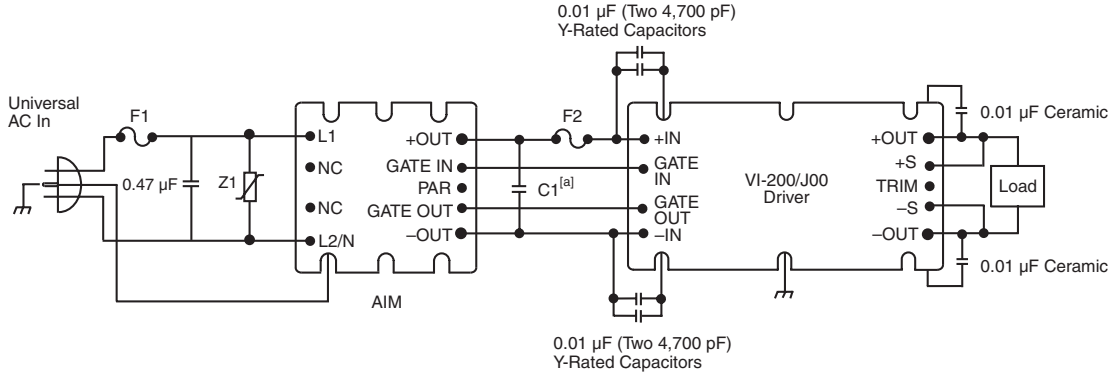 0.01 µF (Two 4,700 pF)
Y-Rated Capacitors
Universal
AC In
F1
0.47 µF
Z1
L1
NC
NC
L2/N
+OUT
GATE IN
PAR
GATE OUT
–OUT
AIM
C1[a]
F2
+IN
GATE
IN
GATE
OUT
–IN
VI-200/J00
Driver
+OUT
+S
TRIM
–S
–OUT
0.01 µF Ceramic
Load
0.01 µF Ceramic
0.01 µF (Two 4,700 pF)
Y-Rated Capacitors